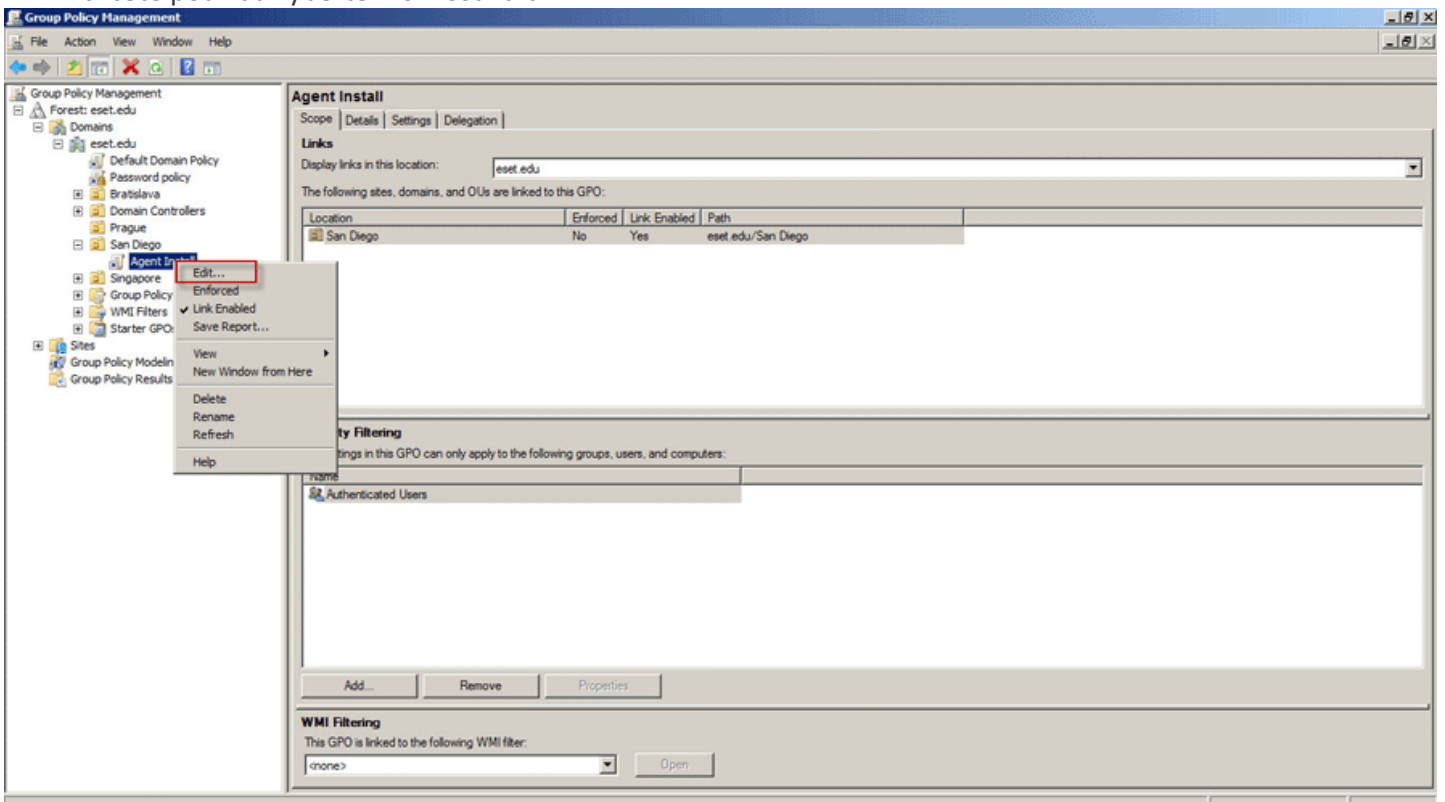 Group Policy Management
File Action View Window Help
Group Policy Management
Forest: eset.edu
Domains
eset.edu
Default Domain Policy
Password policy
Bratislava
Domain Controllers
Prague
San Diego
Agent
Singapore
Group Policy
WMI Filters
Starter
Sites
Group Policy
Group Policy Results
Edit...
Enforced
Link Enabled
Save Report...
View
New Window from Here
Delete
Rename
Refresh
Help
Agent Install
Scope Details Settings Delegation
Links
Display links in this location: eset.edu
The following sites, domains, and OUs are linked to this GPO:
Location Enforced Link Enabled Path
San Diego No Yes eset.edu/San Diego
Filtering
in this GPO can only apply to the following groups, users, and computers:
Name
Authenticated Users
Add... Remove Properties
WMI Filtering
This GPO is linked to the following WMI filter:
<none> Open